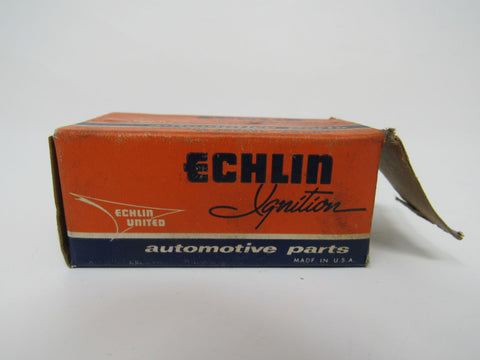 ECHLIN
Ignition
ECHLIN
UNITED
automotive parts
MADE IN U.S.A.